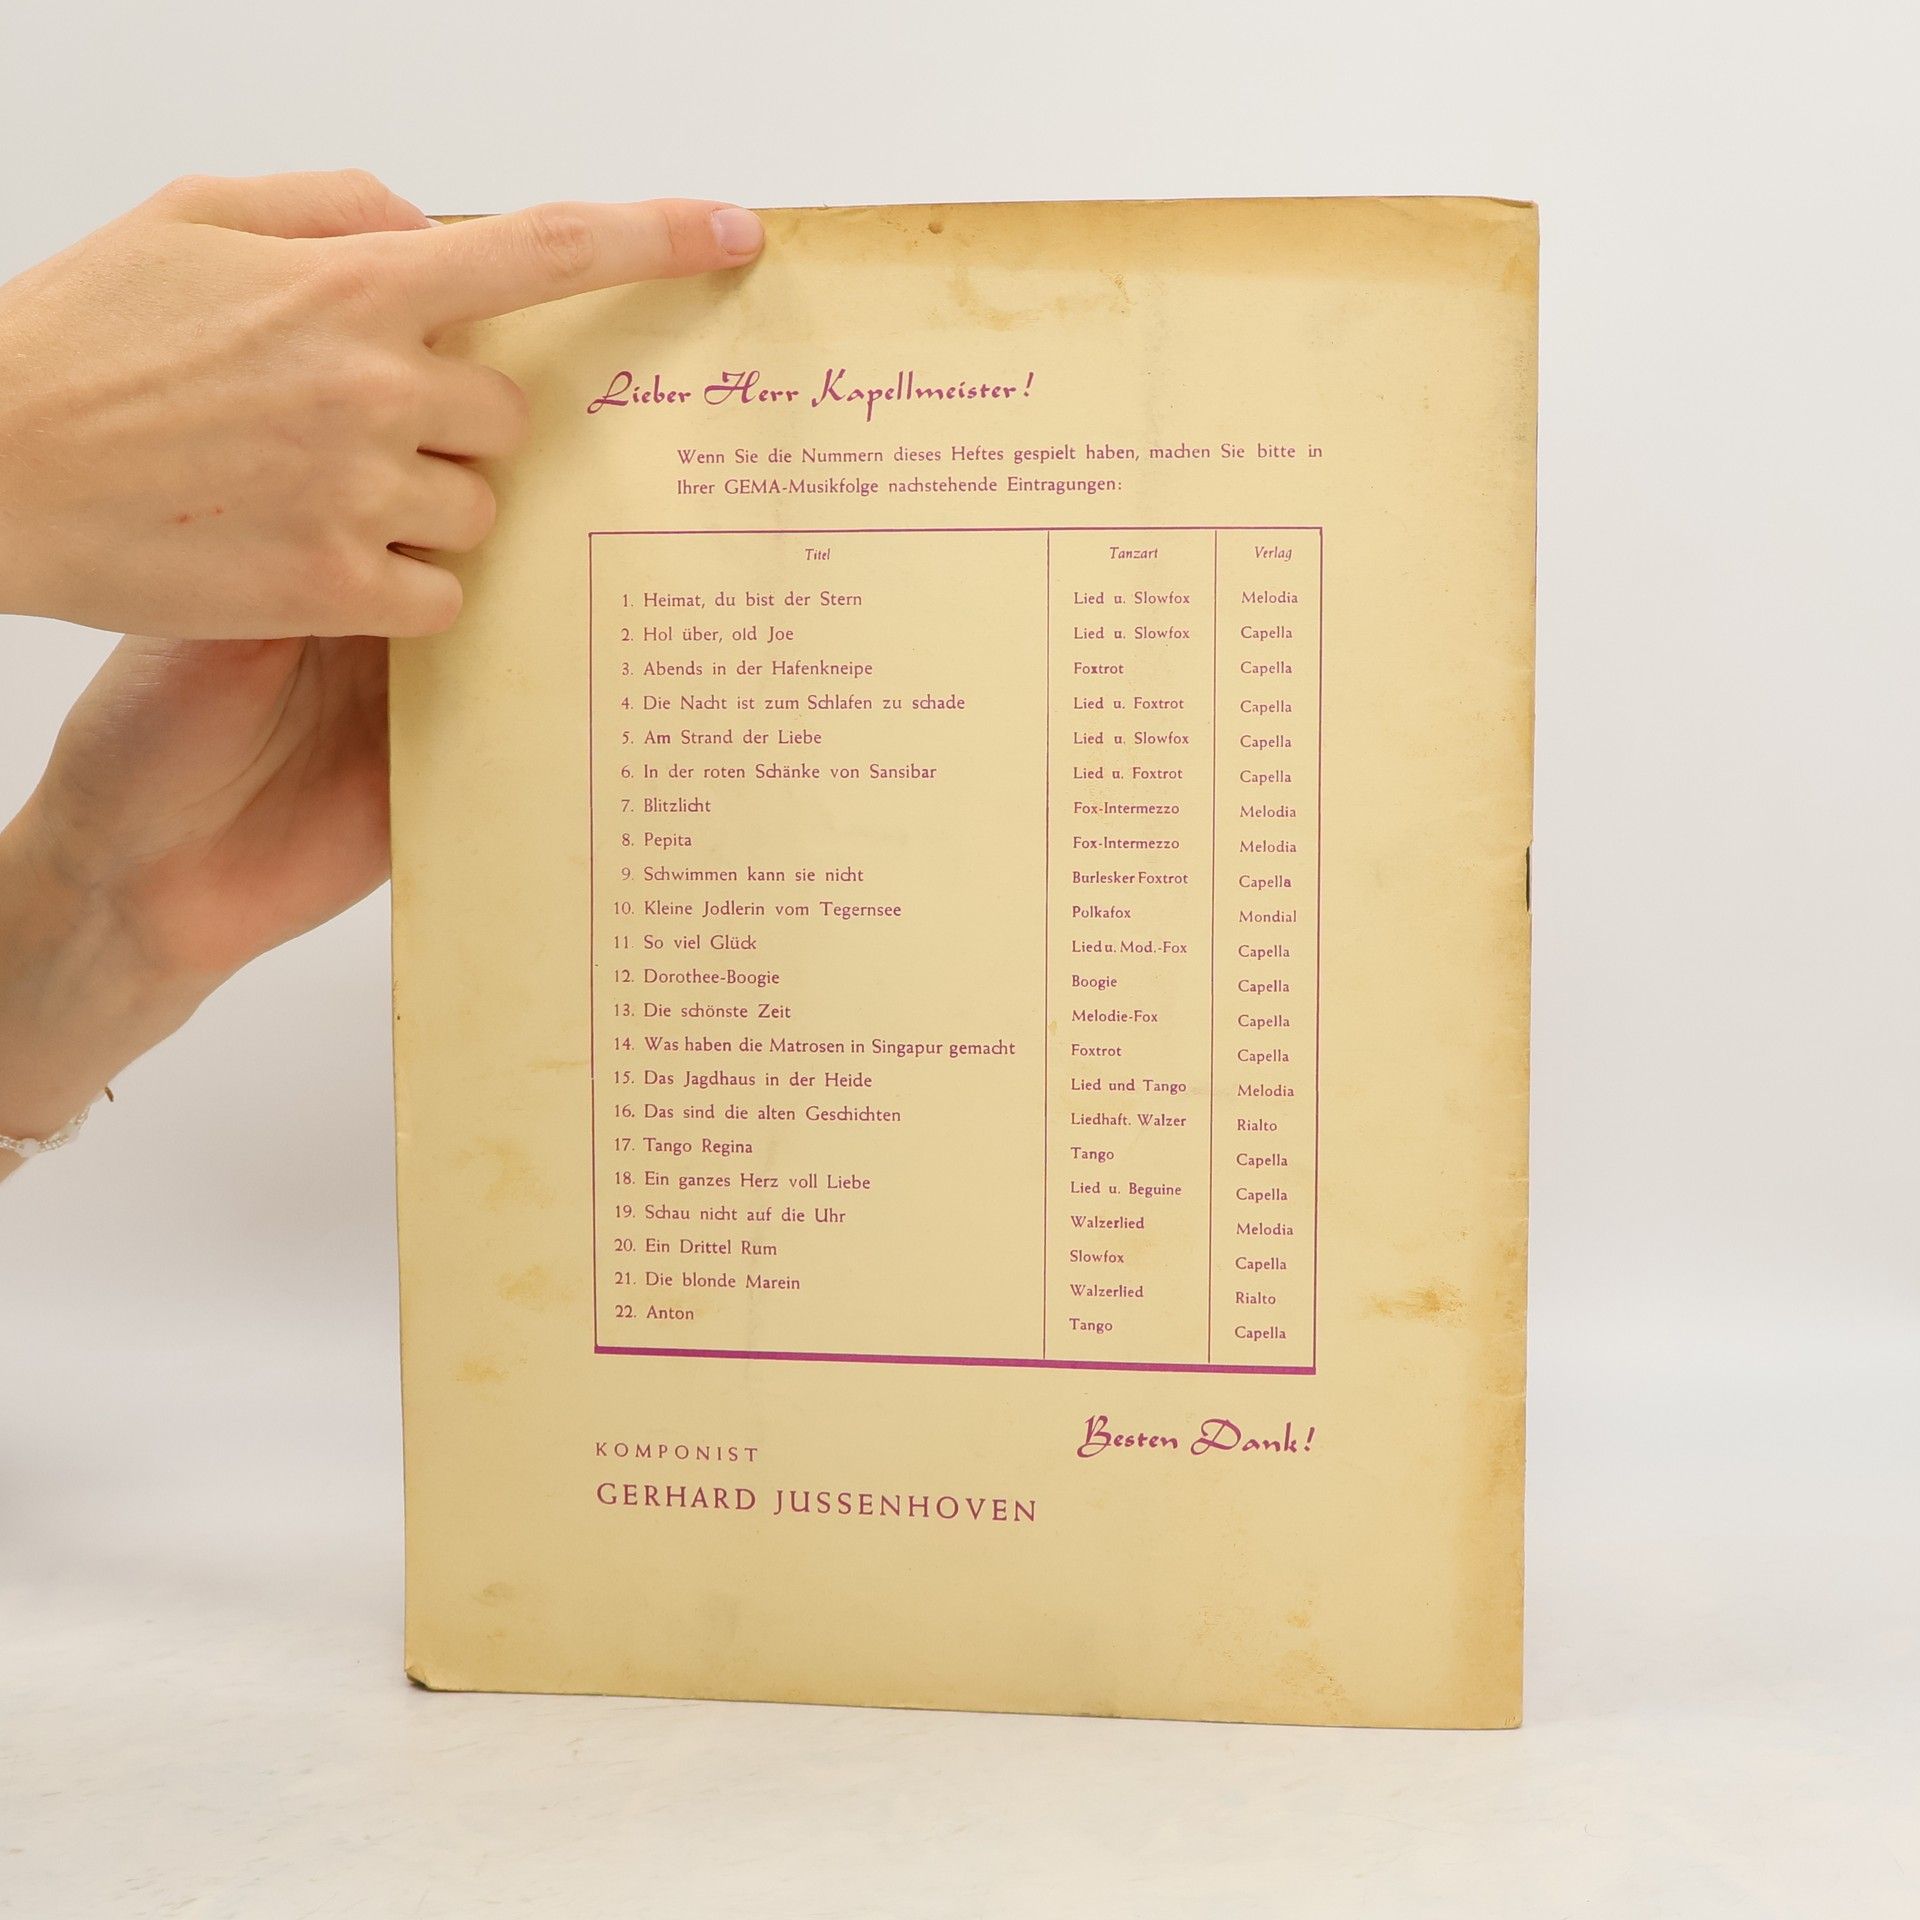 Lieber Herr Kapellmeister!
Wenn Sie die Nummern dieses Heftes gespielt haben, machen Sie bitte in
Ihrer GEMA-Musikfolge nachstehende Eintragungen:
Titel Tanzart Verlag
1. Heimat, du bist der Stern Lied u. Slowfox Melodia
2. Hol über, old Joe Lied u. Slowfox Capella
3. Abends in der Hafenkneipe Foxtrot Capella
4. Die Nacht ist zum Schlafen zu schade Lied u. Foxtrot Capella
5. Am Strand der Liebe Lied u. Slowfox Capella
6. In der roten Schänke von Sansibar Lied u. Foxtrot Capella
7. Blitzlicht Fox-Intermezzo Melodia
8. Pepita Fox-Intermezzo Melodia
9. Schwimmen kann sie nicht Burlesker Foxtrot Capella
10. Kleine Jodlerin vom Tegernsee Polkafox Mondial
11. So viel Glück Lied u. Mod.-Fox Capella
12. Dorothee-Boogie Boogie Capella
13. Die schönste Zeit Melodie-Fox Capella
14. Was haben die Matrosen in Singapur gemacht Foxtrot Capella
15. Das Jagdhaus in der Heide Lied und Tango Melodia
16. Das sind die alten Geschichten Liedhaft. Walzer Rialto
17. Tango Regina Tango Capella
18. Ein ganzes Herz voll Liebe Lied u. Beguine Capella
19. Schau nicht auf die Uhr Walzerlied Melodia
20. Ein Drittel Rum Slowfox Capella
21. Die blonde Marein Walzerlied Rialto
22. Anton Tango Capella
Besten Dank!
KOMPONIST
GERHARD JUSSENHOVEN